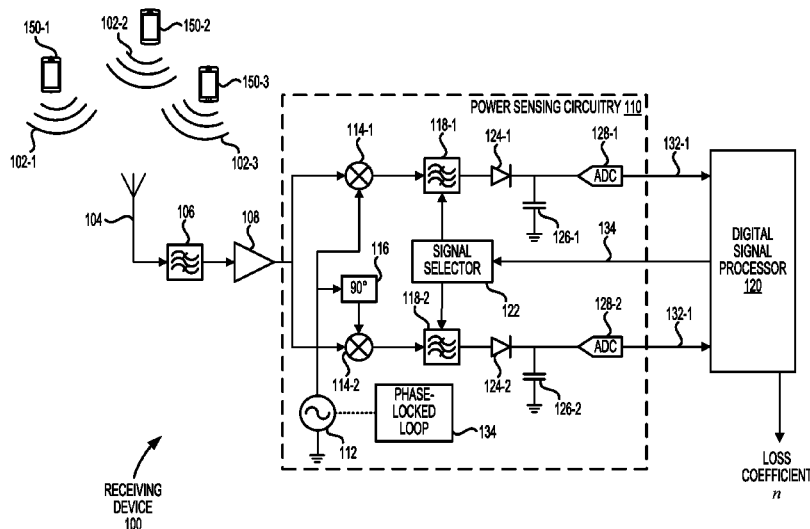 150-1
102-2
150-2
150-3
102-1
102-3
104
106
108
POWER SENSING CIRCUITRY 110
114-1
118-1
124-1
128-1
132-1
ADC
126-1
134
116
90°
SIGNAL
SELECTOR
122
DIGITAL
SIGNAL
PROCESSOR
120
118-2
128-2
132-1
ADC
114-2
124-2
126-2
PHASE-
LOCKED
LOOP
112
134
LOSS
COEFFICIENT
n
RECEIVING
DEVICE
100